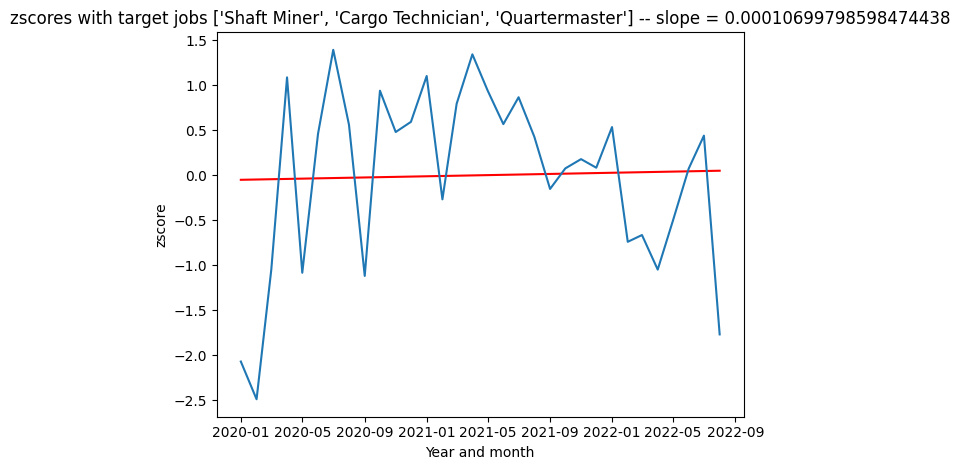 zscores with target jobs ['Shaft Miner', 'Cargo Technician', 'Quartermaster'] -- slope = 0.00010699798598474438
1.5
1.0
0.5
0.0
−0.5
−1.0
−1.5
−2.0
−2.5
zscore
2020-01 2020-05 2020-09 2021-01 2021-05 2021-09 2022-01 2022-05 2022-09
Year and month